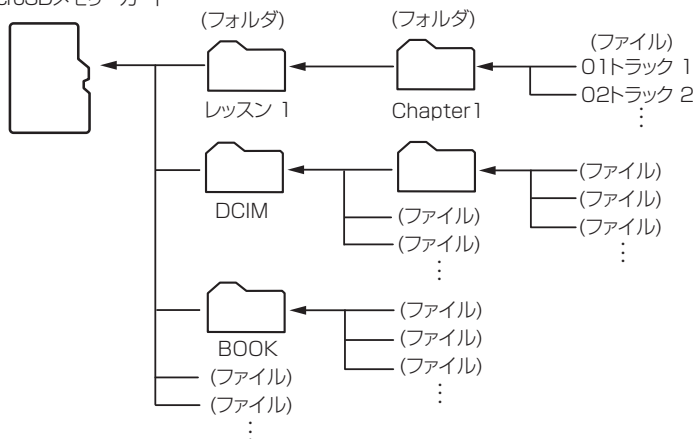 (フォルダ)
(フォルダ)
(ファイル)
01トラック 1
02トラック 2
⋮
レッスン 1
Chapter1
DCIM
(ファイル)
(ファイル)
⋮
(ファイル)
(ファイル)
(ファイル)
⋮
BOOK
(ファイル)
(ファイル)
(ファイル)
⋮
(ファイル)
(ファイル)
⋮